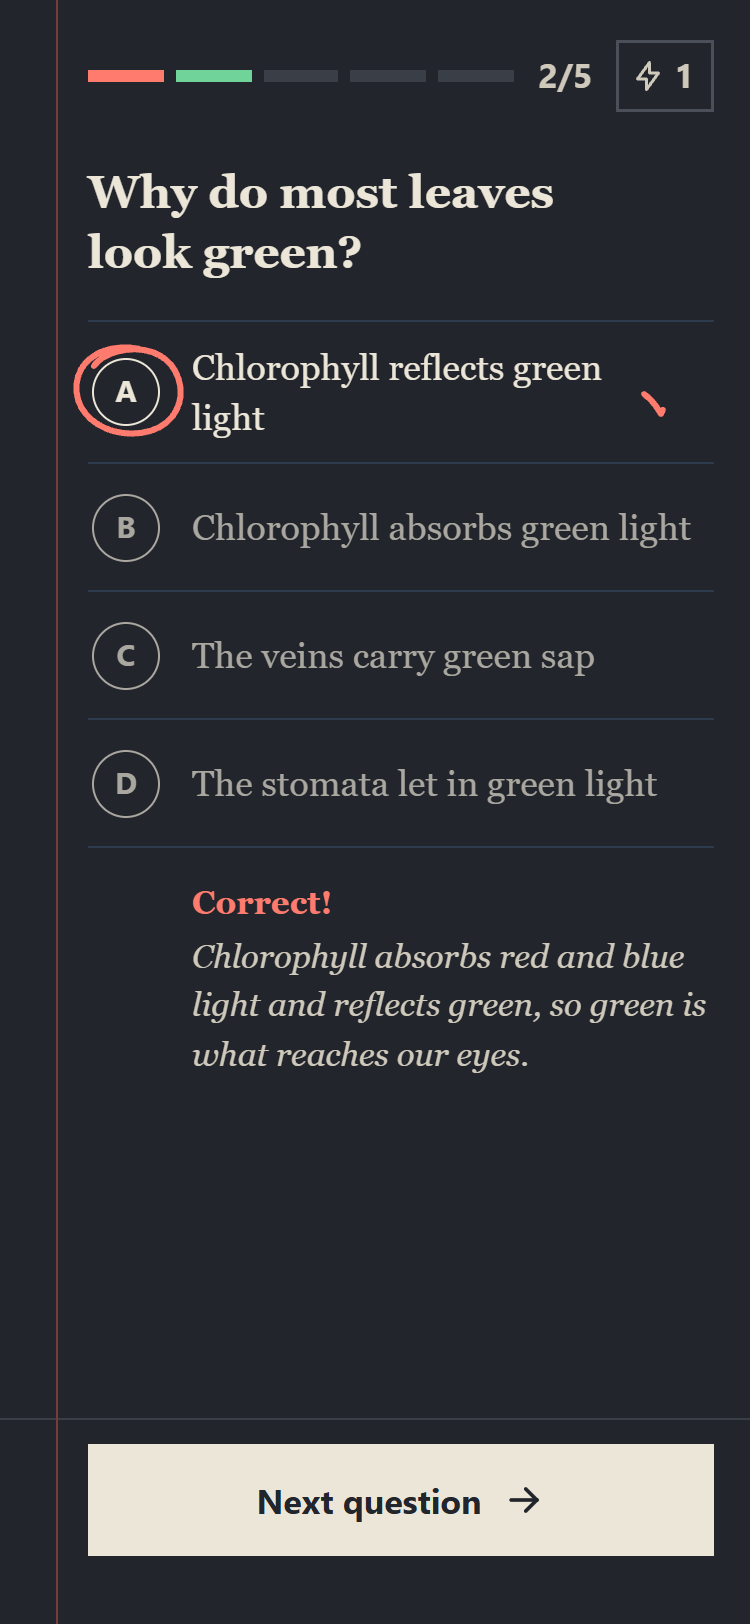 2/5
1
Why do most leaves
look green?
A
Chlorophyll reflects green
light
B
Chlorophyll absorbs green light
C
The veins carry green sap
D
The stomata let in green light
Correct!
Chlorophyll absorbs red and blue
light and reflects green, so green is
what reaches our eyes.
Next question →